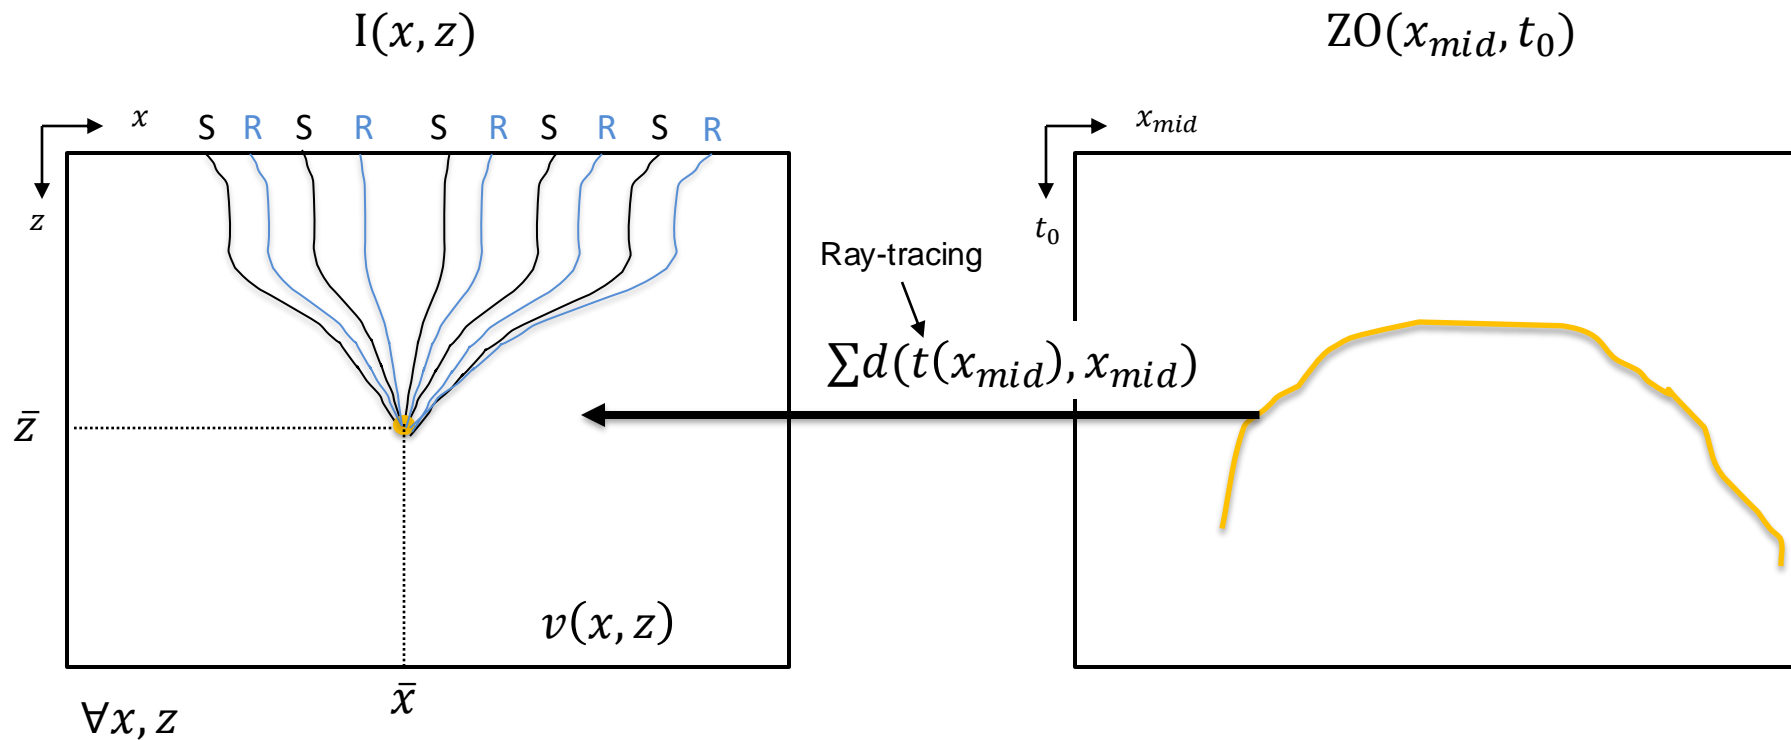 I(x, z)
ZO(x_mid, t_0)
x S R S R S R S R S R
x_mid
z
t_0
Ray-tracing
∑d(t(x_mid), x_mid)
z̄
v(x, z)
x̄
∀x, z